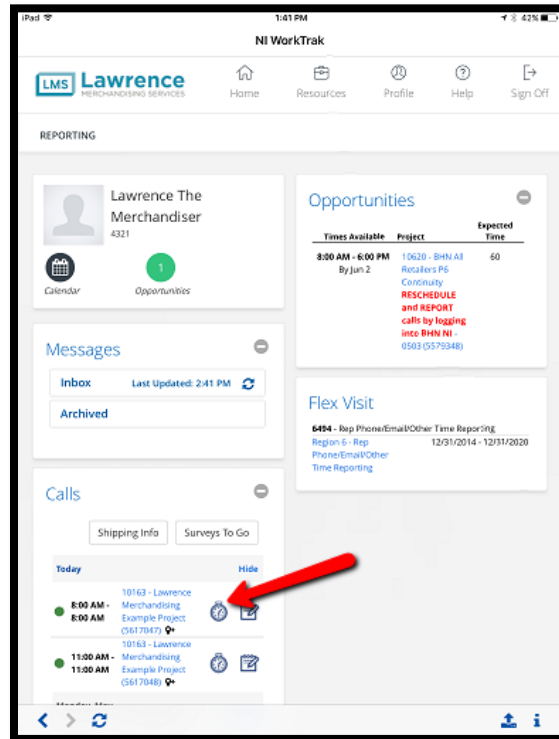 iPad 1:41 PM 42%
NI WorkTrak
LMS Lawrence
MERCHANDISING SERVICES
Home Resources Profile Help Sign Off
REPORTING
Lawrence The
Merchandiser
4321
Calendar
1
Opportunities
Messages
Inbox Last Updated: 2:41 PM
Archived
Calls
Shipping Info Surveys To Go
Today Hide
8:00 AM -
8:00 AM
10163 - Lawrence
Merchandising
Example Project
(5617047)
11:00 AM -
11:00 AM
10163 - Lawrence
Merchandising
Example Project
(5617048)
Opportunities
Times Available Project Expected
Time
8:00 AM - 6:00 PM
By Jun 2
10620 - BHN All
Retailers P6
Continuity
RESCHEDULE
and REPORT
calls by logging
into BHN NI -
0503 (5579348)
60
Flex Visit
6494 - Rep Phone/Email/Other Time Reporting
Region 6 - Rep
Phone/Email/Other
Time Reporting
12/31/2014 - 12/31/2020